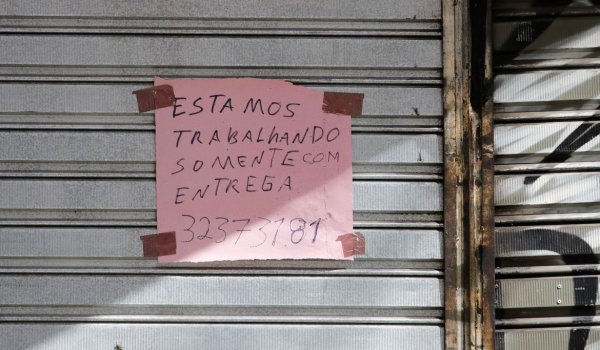 ESTAMOS
TRABALHANDO
SOMENTE COM
ENTREGA
32373181